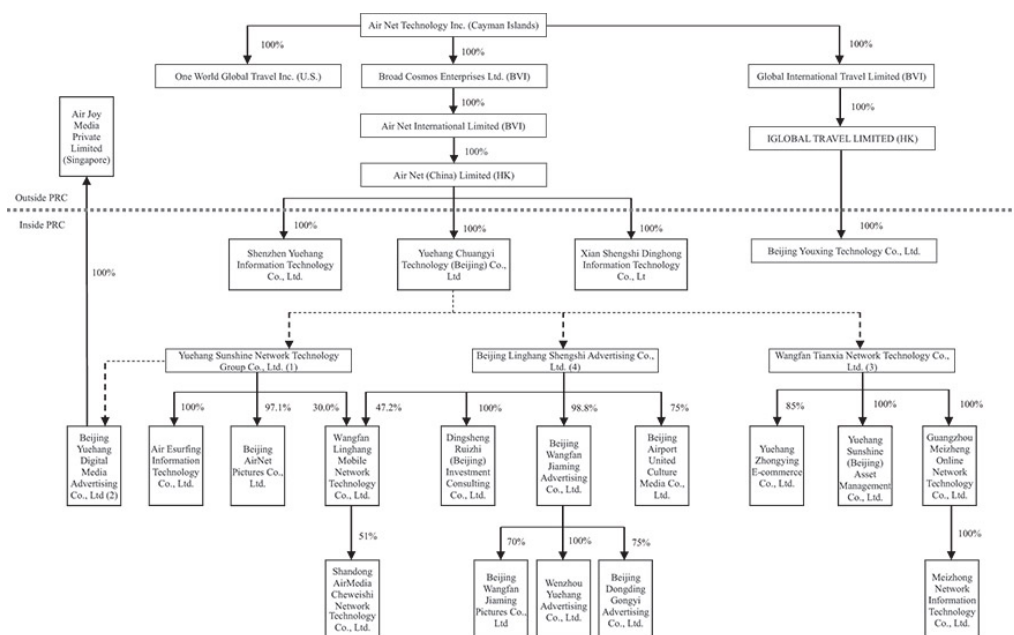 Air Net Technology Inc. (Cayman Islands)
100%
100%
100%
One World Global Travel Inc. (U.S.)
Broad Cosmos Enterprises Ltd. (BVI)
Global International Travel Limited (BVI)
100%
100%
Air Joy
Media
Private
Limited
(Singapore)
Air Net International Limited (BVI)
IGLOBAL TRAVEL LIMITED (HK)
100%
Air Net (China) Limited (HK)
Outside PRC
Inside PRC
100%
100%
100%
100%
Shenzhen Yuehang
Information Technology
Co., Ltd.
Yuehang Chuangyi
Technology (Beijing) Co.,
Ltd
Xian Shengshi Dinghong
Information Technology
Co., Lt
Beijing Youxing Technology Co., Ltd.
100%
Yuehang Sunshine Network Technology
Group Co., Ltd. (1)
Beijing Linghang Shengshi Advertising Co.,
Ltd. (4)
Wangfan Tianxia Network Technology Co.,
Ltd. (3)
100%
97.1%
30.0%
47.2%
100%
98.8%
75%
85%
100%
100%
Beijing
Yuehang
Digital
Media
Advertising
Co., Ltd (2)
Air Esurfing
Information
Technology
Co., Ltd.
Beijing
AirNet
Pictures Co.,
Ltd.
Wangfan
Linghang
Mobile
Network
Technology
Co., Ltd.
Dingsheng
Ruizhi
(Beijing)
Investment
Consulting
Co., Ltd.
Beijing
Wangfan
Jiaming
Advertising
Co., Ltd.
Beijing
Airport
United
Culture
Media Co.,
Ltd.
Yuehang
Zhongying
E-commerce
Co., Ltd.
Yuehang
Sunshine
(Beijing)
Asset
Management
Co., Ltd.
Guangzhou
Meizheng
Online
Network
Technology
Co., Ltd.
51%
70%
100%
75%
100%
Shandong
AirMedia
Cheweishi
Network
Technology
Co., Ltd.
Beijing
Wangfan
Jiaming
Pictures Co.,
Ltd
Wenzhou
Yuehang
Advertising
Co., Ltd.
Beijing
Dongding
Gongyi
Advertising
Co., Ltd.
Meizhong
Network
Information
Technology
Co., Ltd.